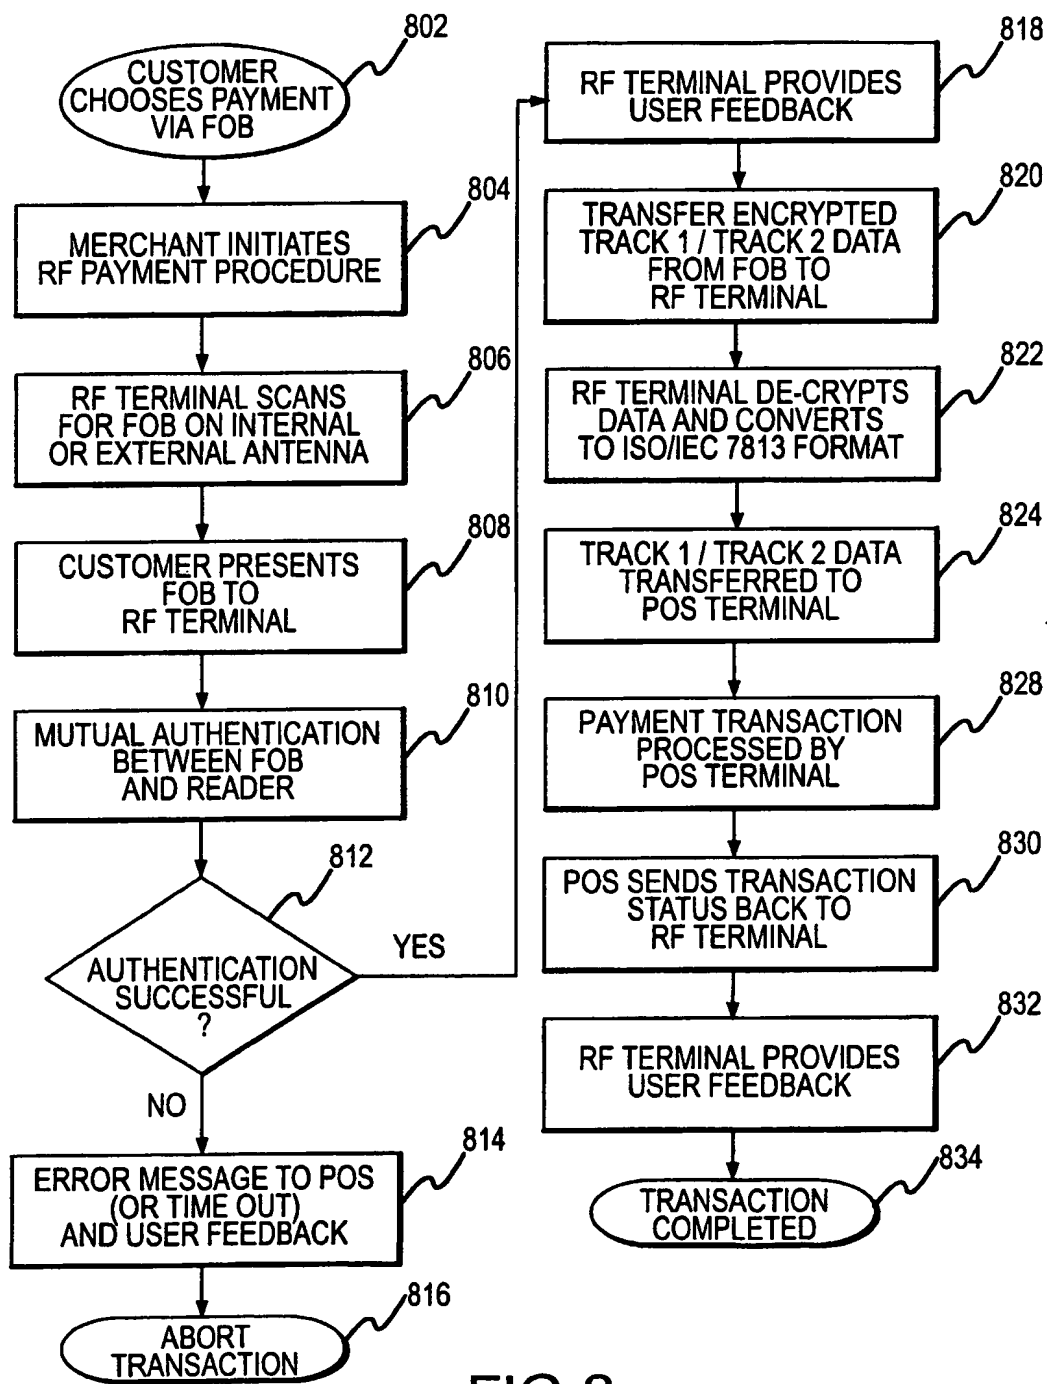 802
CUSTOMER
CHOOSES PAYMENT
VIA FOB
804
MERCHANT INITIATES
RF PAYMENT PROCEDURE
806
RF TERMINAL SCANS
FOR FOB ON INTERNAL
OR EXTERNAL ANTENNA
808
CUSTOMER PRESENTS
FOB TO
RF TERMINAL
810
MUTUAL AUTHENTICATION
BETWEEN FOB
AND READER
812
AUTHENTICATION
SUCCESSFUL
?
YES
NO
814
ERROR MESSAGE TO POS
(OR TIME OUT)
AND USER FEEDBACK
816
ABORT
TRANSACTION
818
RF TERMINAL PROVIDES
USER FEEDBACK
820
TRANSFER ENCRYPTED
TRACK 1 / TRACK 2 DATA
FROM FOB TO
RF TERMINAL
822
RF TERMINAL DE-CRYPTS
DATA AND CONVERTS
TO ISO/IEC 7813 FORMAT
824
TRACK 1 / TRACK 2 DATA
TRANSFERRED TO
POS TERMINAL
828
PAYMENT TRANSACTION
PROCESSED BY
POS TERMINAL
830
POS SENDS TRANSACTION
STATUS BACK TO
RF TERMINAL
832
RF TERMINAL PROVIDES
USER FEEDBACK
834
TRANSACTION
COMPLETED